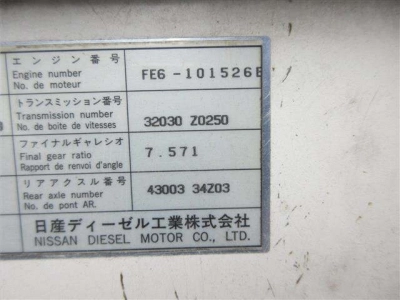 エンジン番号
Engine number FE6-101526E
No. de moteur
トランスミッション番号
Transmission number 32030 Z0250
No. de boite de vitesses
ファイナルギャレシオ
Final gear ratio 7.571
Rapport de renvoi d'angle
リアアクスル番号
Rear axle number 43003 34Z03
No. de pont AR.
日産ディーゼル工業株式会社
NISSAN DIESEL MOTOR CO., LTD.